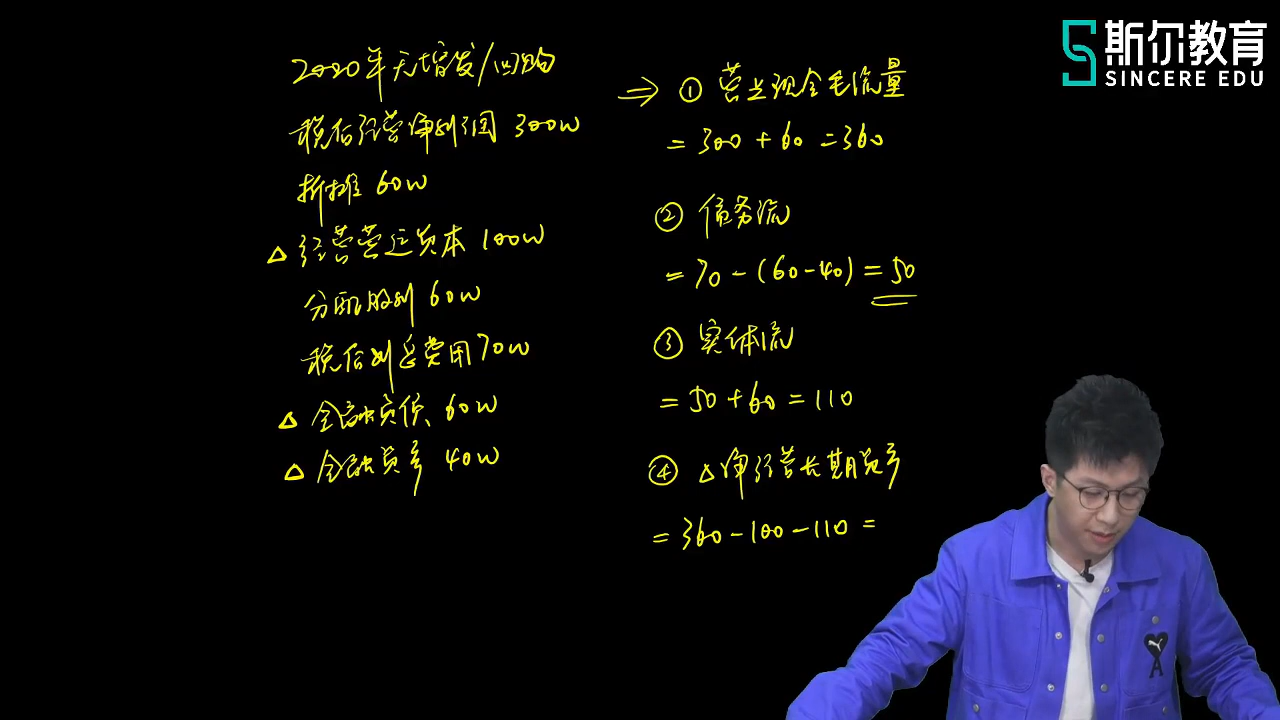 2020年无增发/回购
税后经营净利润 300w
折摊 60w
△ 经营营运资本 100w
分配股利 60w
税后利息费用 70w
△ 金融负债 60w
△ 金融资产 40w
⇒ ① 营业现金毛流量
= 300 + 60 = 360
② 债务流
= 70 - (60-40) = 50
③ 实体流
= 50 + 60 = 110
④ △净经营长期资产
= 360 - 100 - 110 =
斯尔教育
SINCERE EDU